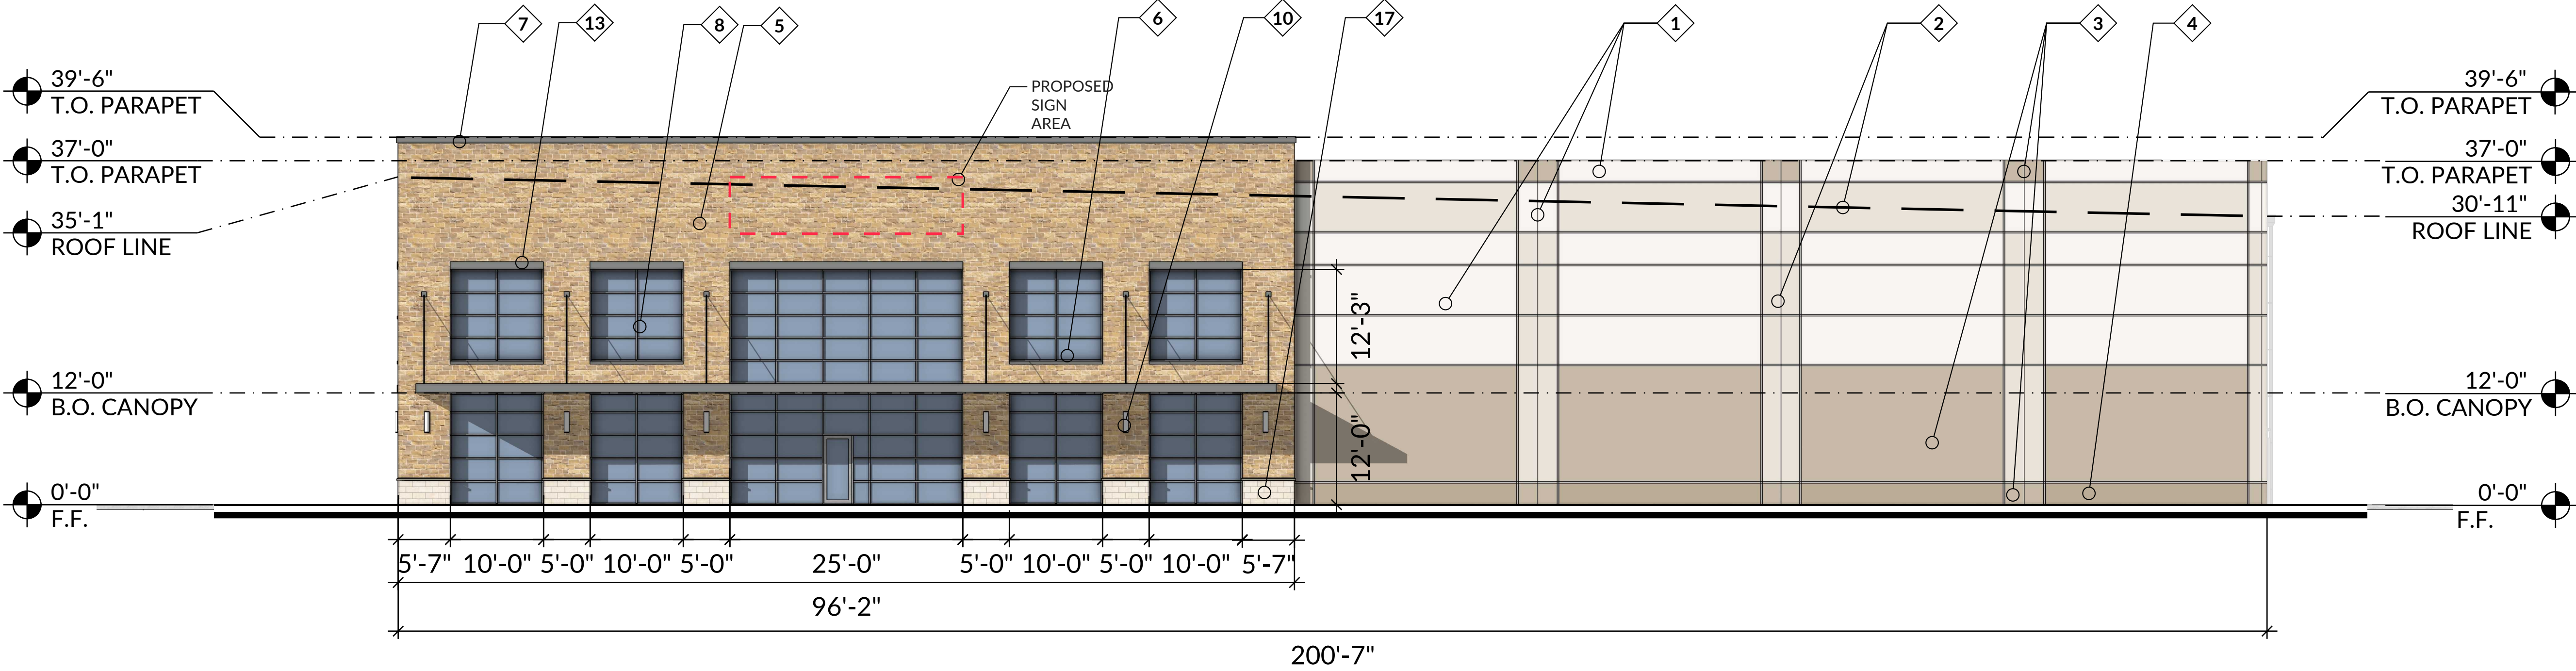 7
13
8
5
6
10
17
1
2
3
4
39'-6"
T.O. PARAPET
37'-0"
T.O. PARAPET
35'-1"
ROOF LINE
12'-0"
B.O. CANOPY
0'-0"
F.F.
PROPOSED
SIGN
AREA
12'-3"
12'-0"
39'-6"
T.O. PARAPET
37'-0"
T.O. PARAPET
30'-11"
ROOF LINE
12'-0"
B.O. CANOPY
0'-0"
F.F.
5'-7" 10'-0" 5'-0" 10'-0" 5'-0" 25'-0" 5'-0" 10'-0" 5'-0" 10'-0" 5'-7"
96'-2"
200'-7"